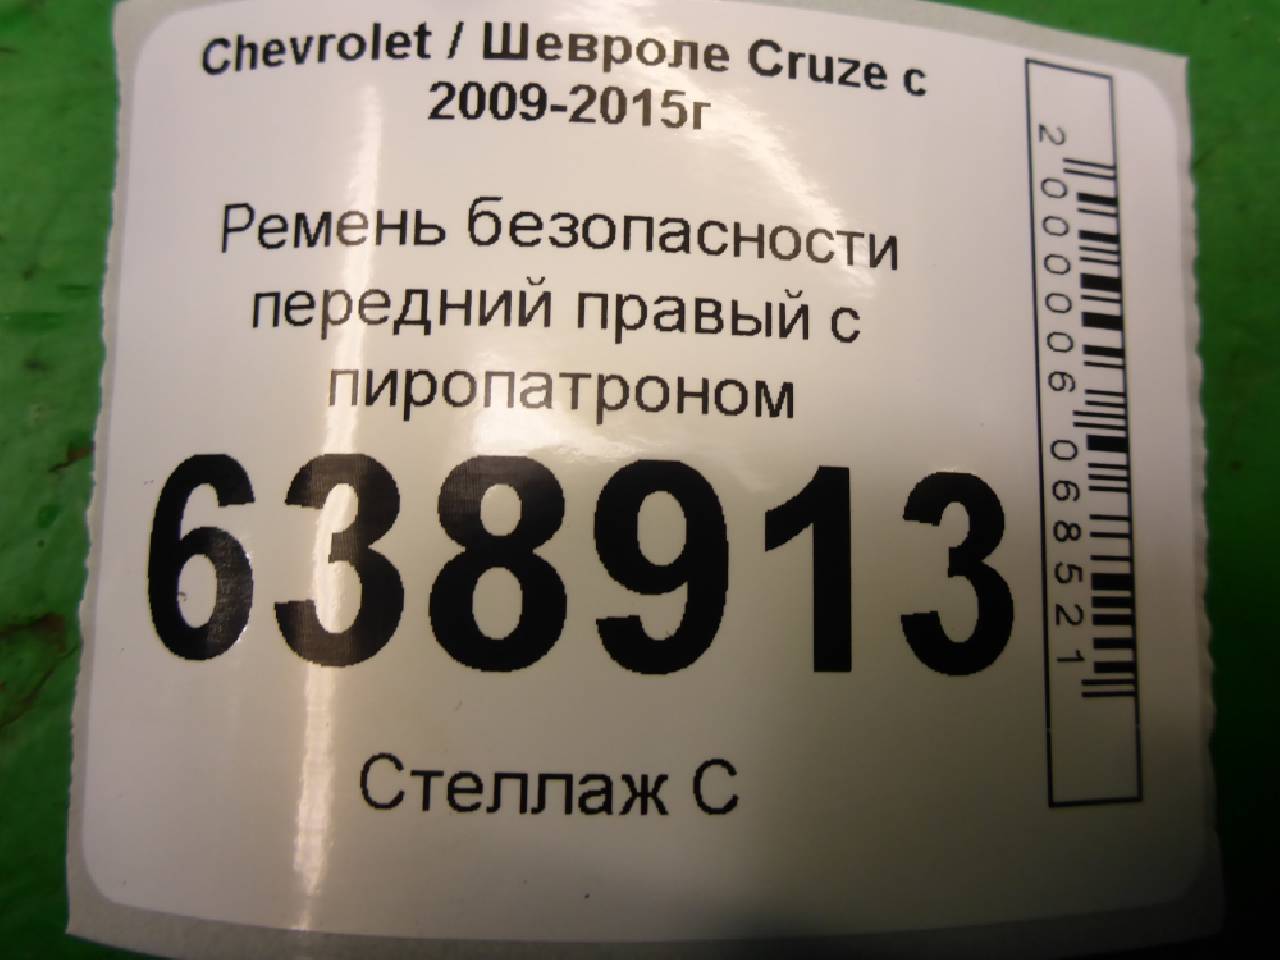 Chevrolet / Шевроле Cruze с
2009-2015г
Ремень безопасности
передний правый с
пиропатроном
638913
Стеллаж С
2000006068521